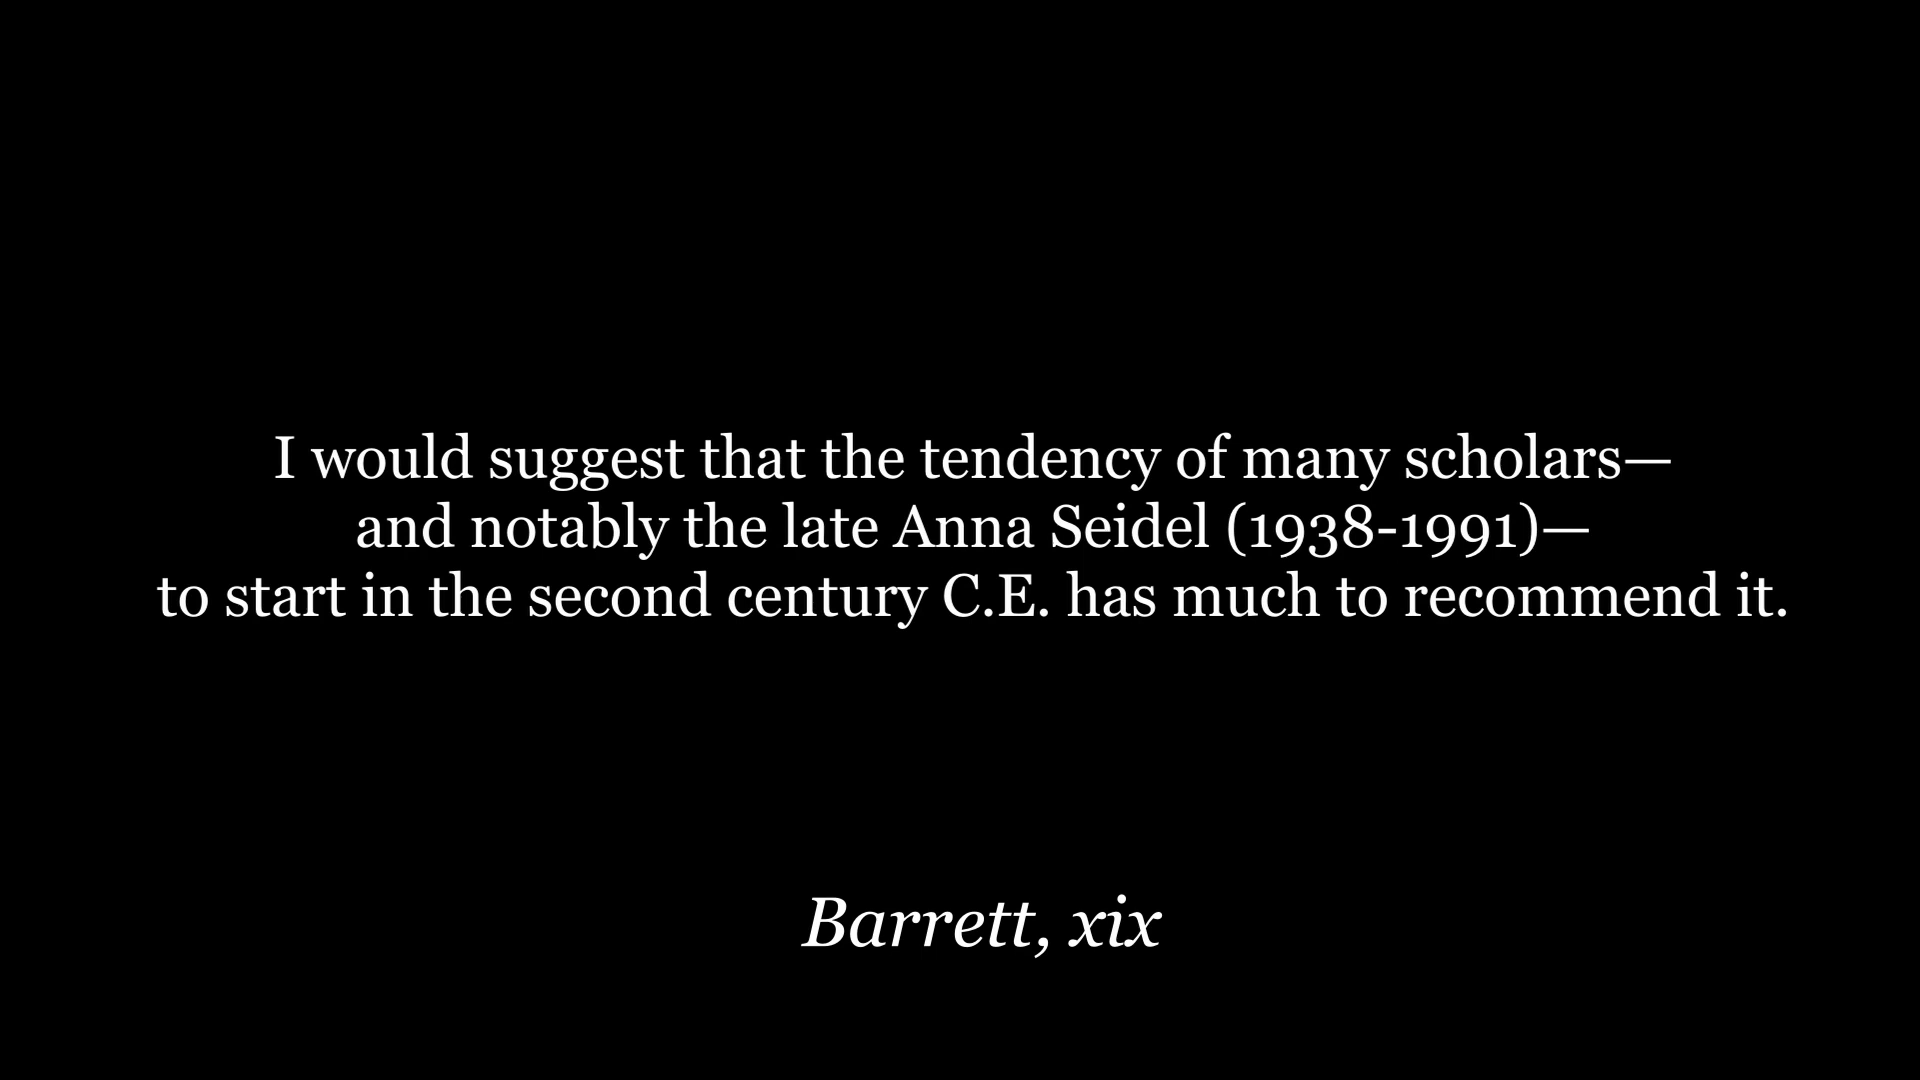 I would suggest that the tendency of many scholars—
and notably the late Anna Seidel (1938-1991)—
to start in the second century C.E. has much to recommend it.
Barrett, xix